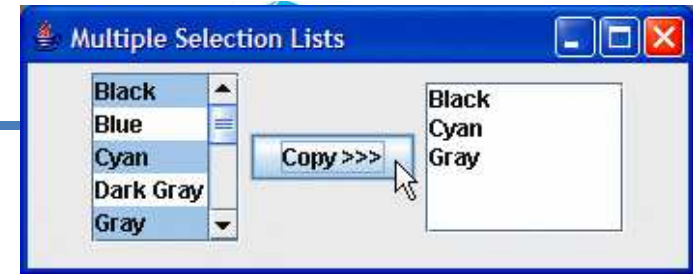 Multiple Selection Lists
Black
Blue
Cyan
Dark Gray
Gray
Copy >>>
Black
Cyan
Gray